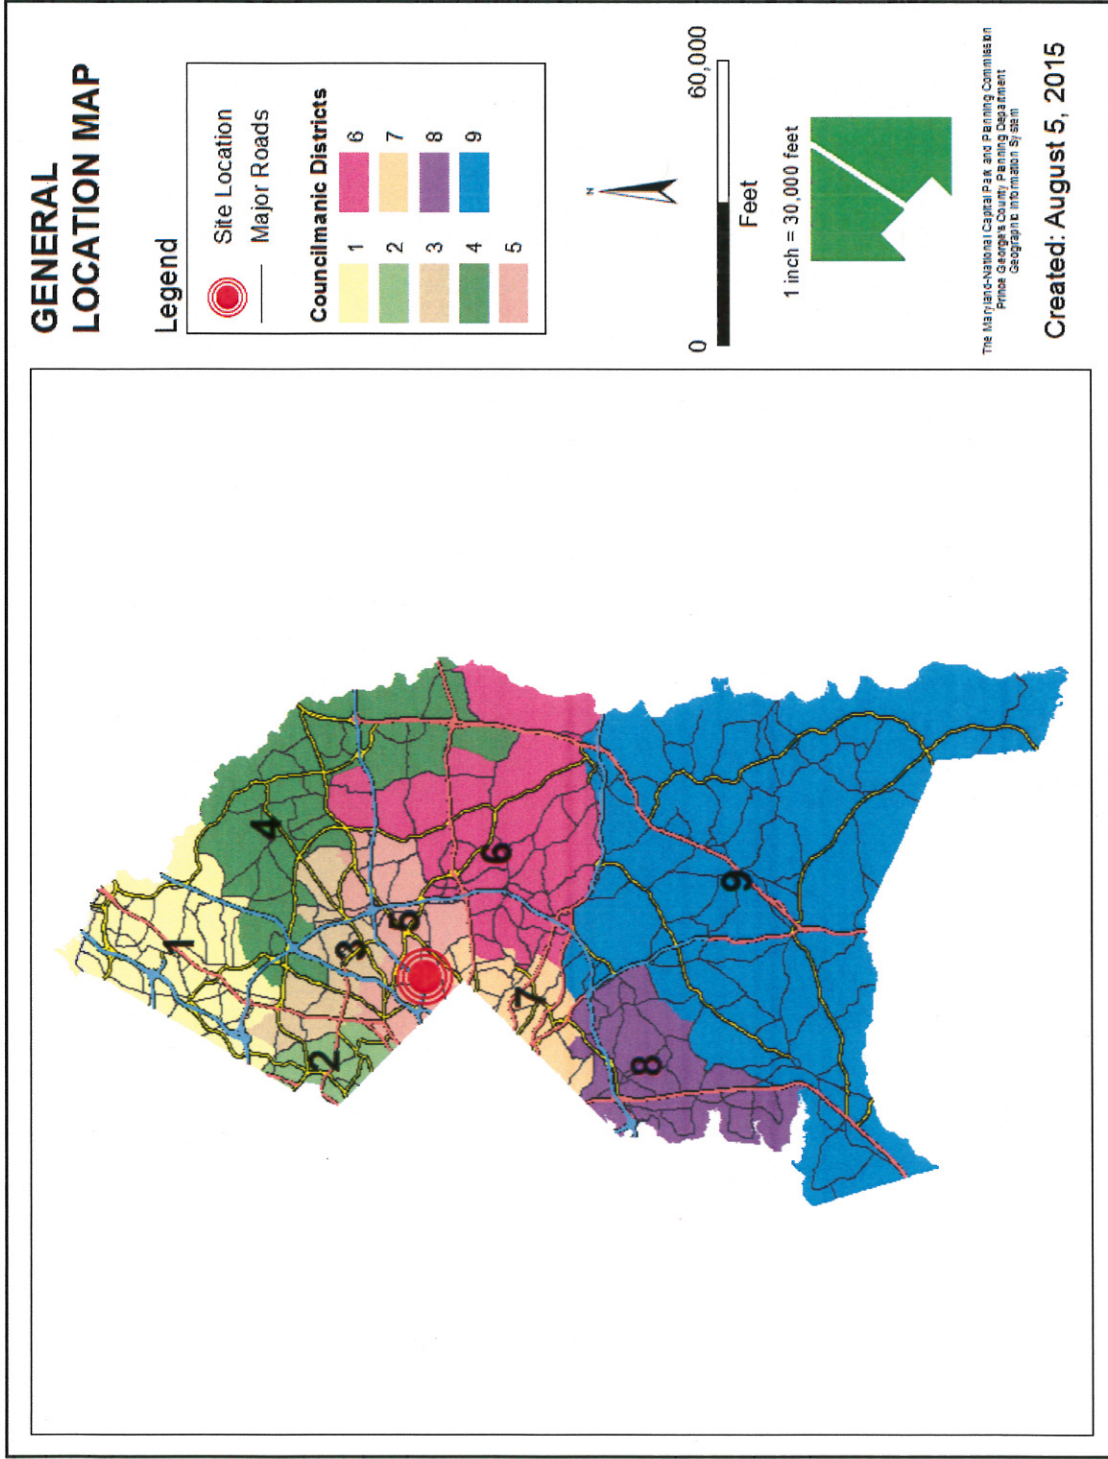 GENERAL
LOCATION MAP
Legend
Site Location
Major Roads
Councilmanic Districts
1
6
2
7
3
8
4
9
5
N
0
60,000
Feet
1 inch = 30,000 feet
The Maryland-National Capital Park and Planning Commission
Prince George's County Planning Department
Geographic Information System
Created: August 5, 2015
1
2
3
4
5
6
7
8
9